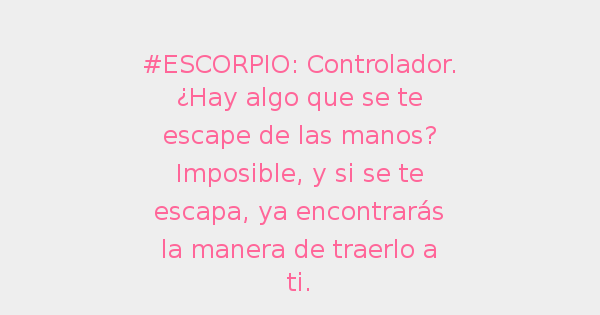 #ESCORPIO: Controlador.
¿Hay algo que se te
escape de las manos?
Imposible, y si se te
escapa, ya encontrarás
la manera de traerlo a
ti.